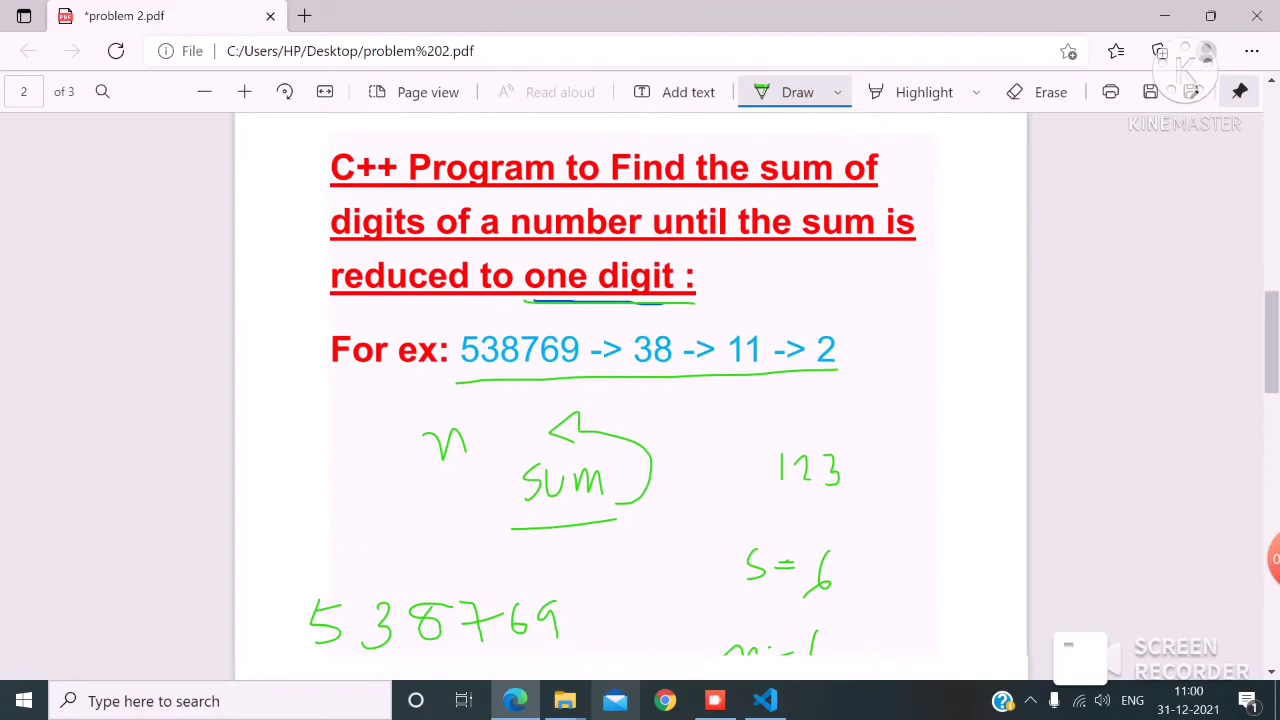 *problem 2.pdf
File C:/Users/HP/Desktop/problem%202.pdf
2 of 3 Page view Read aloud Add text Draw Highlight Erase
K
KINEMASTER
C++ Program to Find the sum of
digits of a number until the sum is
reduced to one digit :
For ex: 538769 -> 38 -> 11 -> 2
n
sum
123
s = 6
538769
SCREEN
RECORDER
Type here to search
ENG
11:00
31-12-2021
1